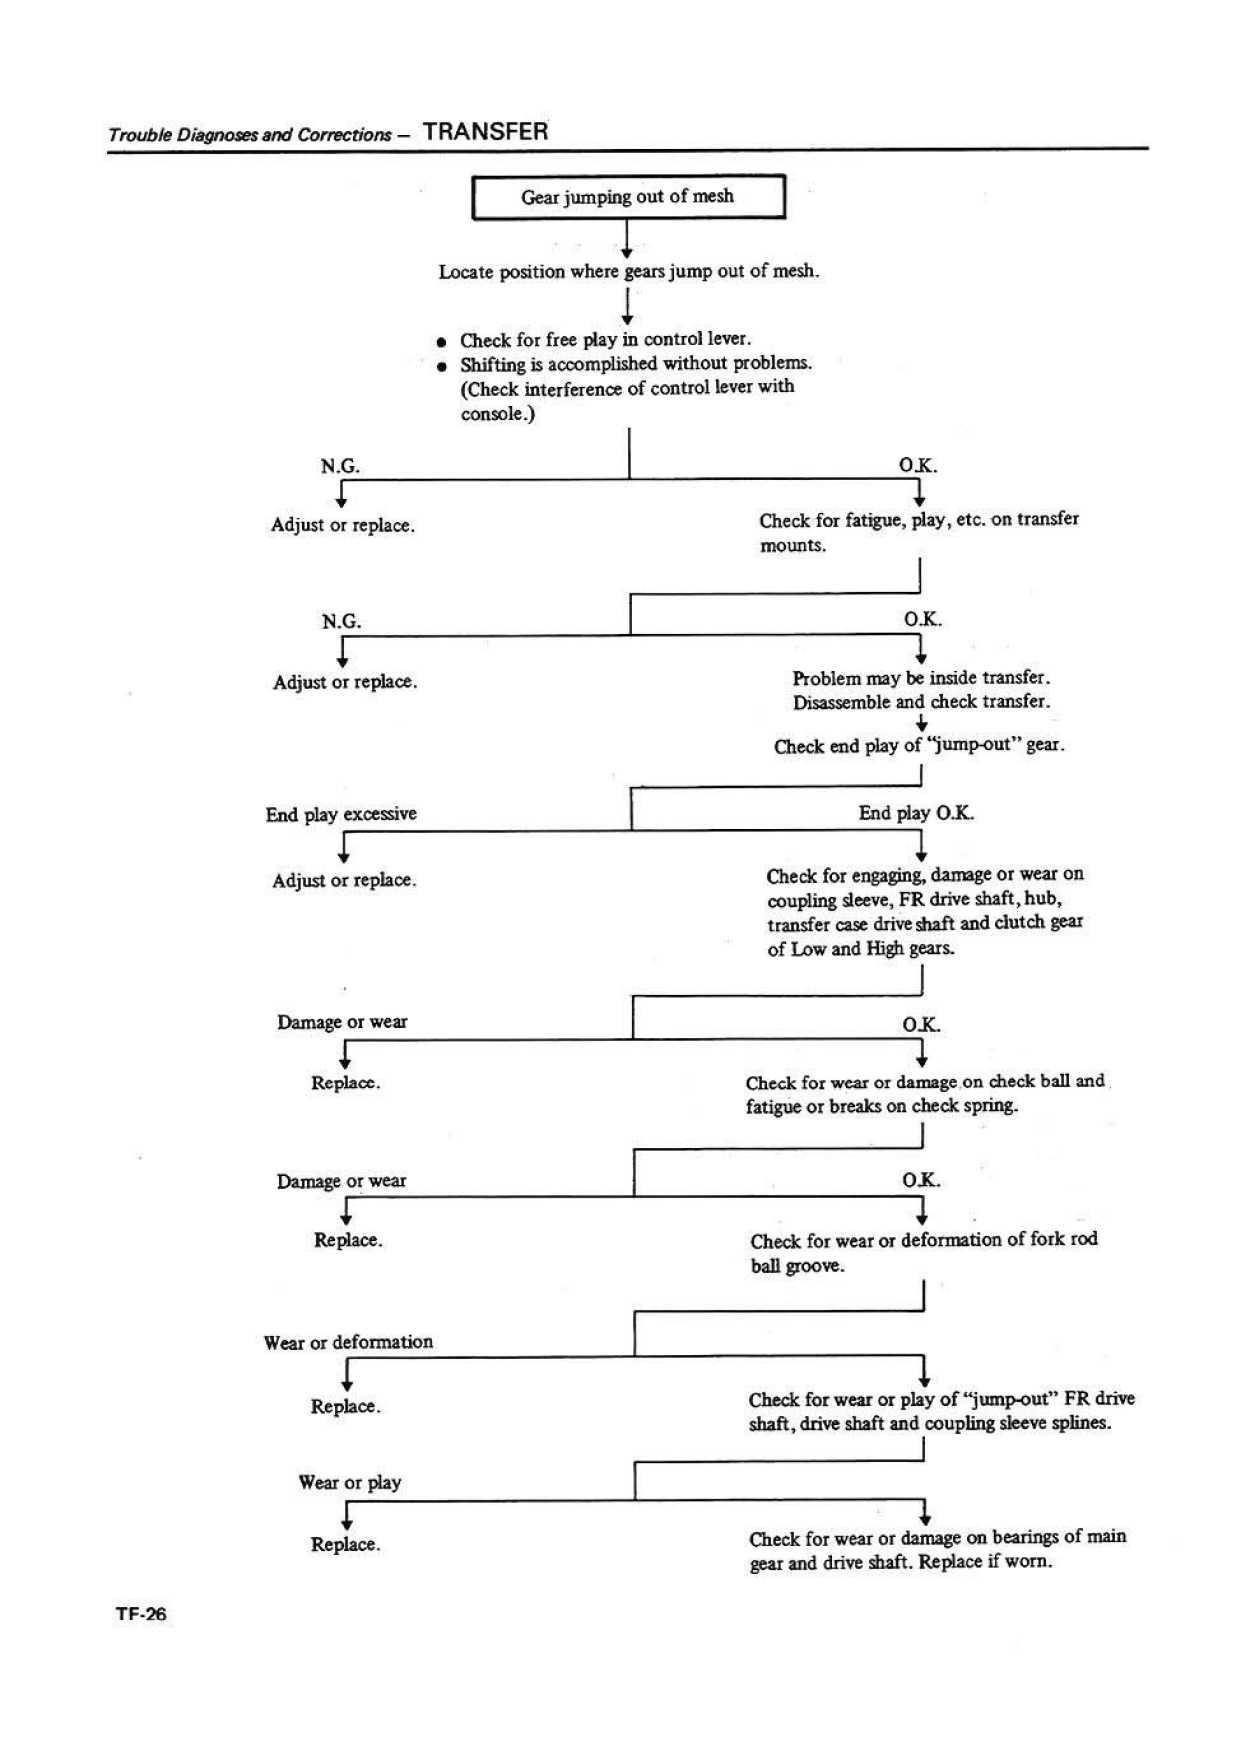 Trouble Diagnoses and Corrections – TRANSFER
Gear jumping out of mesh
Locate position where gears jump out of mesh.
● Check for free play in control lever.
● Shifting is accomplished without problems.
(Check interference of control lever with
console.)
N.G.
O.K.
Adjust or replace.
Check for fatigue, play, etc. on transfer
mounts.
N.G.
O.K.
Adjust or replace.
Problem may be inside transfer.
Disassemble and check transfer.
Check end play of “jump-out” gear.
End play excessive
End play O.K.
Adjust or replace.
Check for engaging, damage or wear on
coupling sleeve, FR drive shaft, hub,
transfer case drive shaft and clutch gear
of Low and High gears.
Damage or wear
O.K.
Replace.
Check for wear or damage on check ball and
fatigue or breaks on check spring.
Damage or wear
O.K.
Replace.
Check for wear or deformation of fork rod
ball groove.
Wear or deformation
Replace.
Check for wear or play of “jump-out” FR drive
shaft, drive shaft and coupling sleeve splines.
Wear or play
Replace.
Check for wear or damage on bearings of main
gear and drive shaft. Replace if worn.
TF-26